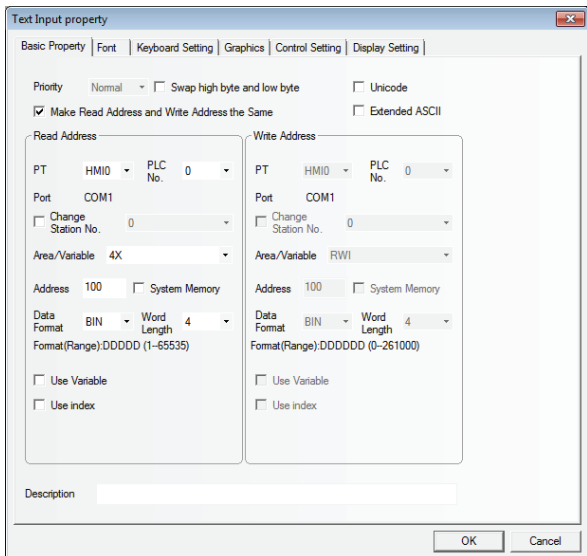 Text Input property
Basic Property Font Keyboard Setting Graphics Control Setting Display Setting
Priority Normal Swap high byte and low byte Unicode
Make Read Address and Write Address the Same Extended ASCII
Read Address Write Address
PT HMI0 PLC No. 0 PT HMI0 PLC No. 0
Port COM1 Port COM1
Change Station No. 0 Change Station No. 0
Area/Variable 4X Area/Variable RWI
Address 100 System Memory Address 100 System Memory
Data Format BIN Word Length 4 Data Format BIN Word Length 4
Format(Range):DDDDD (1--65535) Format(Range):DDDDDD (0--261000)
Use Variable Use Variable
Use index Use index
Description
OK Cancel